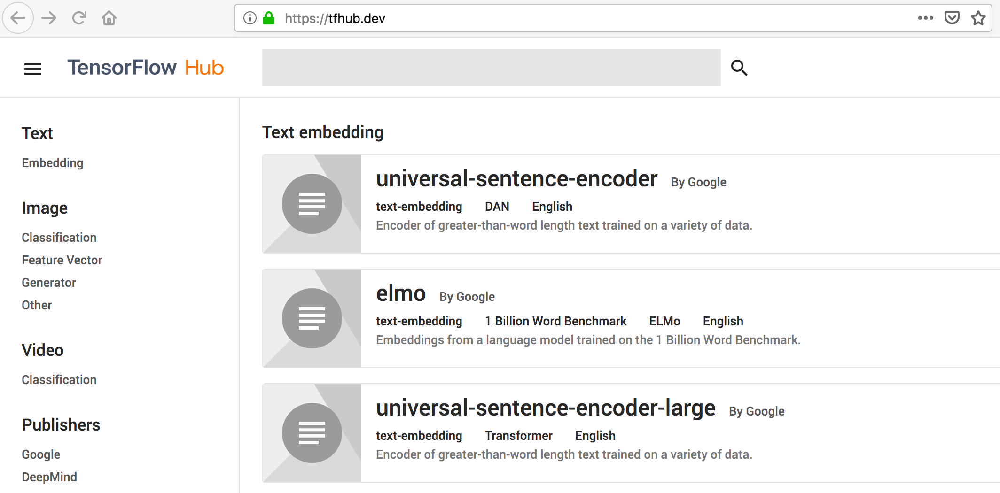 https://tfhub.dev
TensorFlow Hub
Text
Embedding
Image
Classification
Feature Vector
Generator
Other
Video
Classification
Publishers
Google
DeepMind
Text embedding
universal-sentence-encoder By Google
text-embedding DAN English
Encoder of greater-than-word length text trained on a variety of data.
elmo By Google
text-embedding 1 Billion Word Benchmark ELMo English
Embeddings from a language model trained on the 1 Billion Word Benchmark.
universal-sentence-encoder-large By Google
text-embedding Transformer English
Encoder of greater-than-word length text trained on a variety of data.